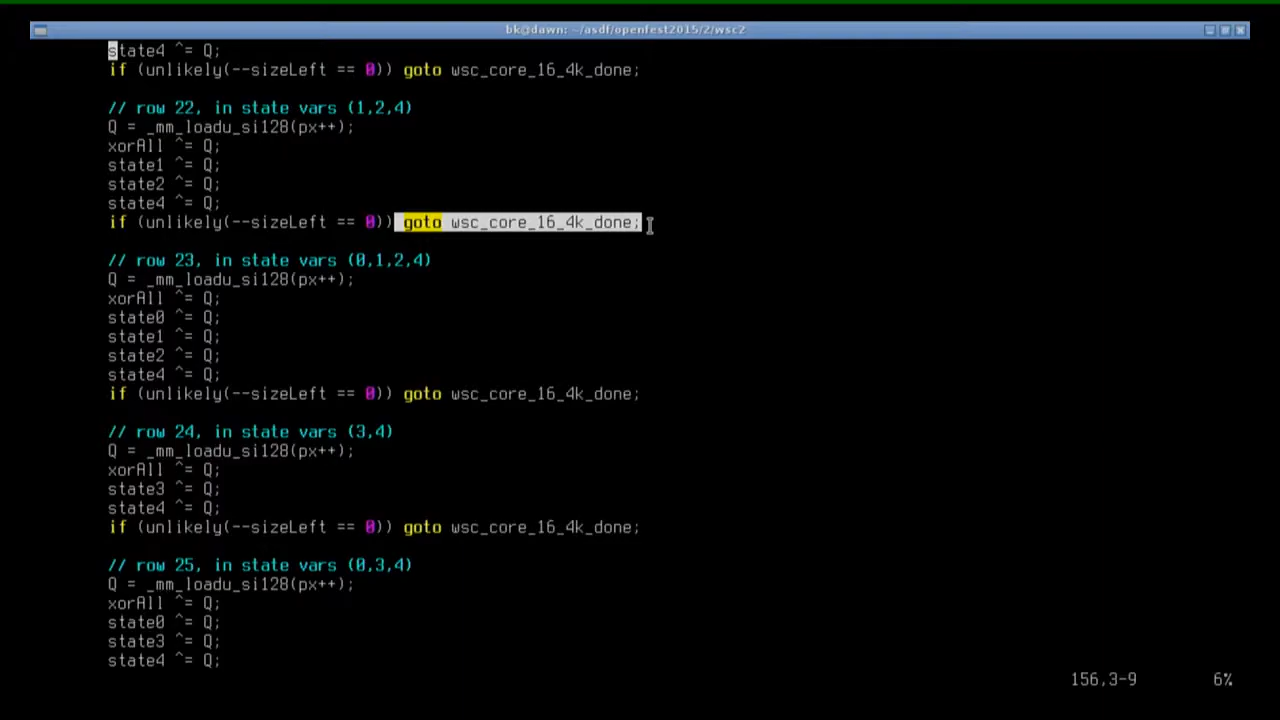 bk@dawn: ~/asdf/openfest2015/2/wsc2
state4 ^= Q;
if (unlikely(--sizeLeft == 0)) goto wsc_core_16_4k_done;
// row 22, in state vars (1,2,4)
Q = _mm_loadu_si128(px++);
xorAll ^= Q;
state1 ^= Q;
state2 ^= Q;
state4 ^= Q;
if (unlikely(--sizeLeft == 0)) goto wsc_core_16_4k_done;
// row 23, in state vars (0,1,2,4)
Q = _mm_loadu_si128(px++);
xorAll ^= Q;
state0 ^= Q;
state1 ^= Q;
state2 ^= Q;
state4 ^= Q;
if (unlikely(--sizeLeft == 0)) goto wsc_core_16_4k_done;
// row 24, in state vars (3,4)
Q = _mm_loadu_si128(px++);
xorAll ^= Q;
state3 ^= Q;
state4 ^= Q;
if (unlikely(--sizeLeft == 0)) goto wsc_core_16_4k_done;
// row 25, in state vars (0,3,4)
Q = _mm_loadu_si128(px++);
xorAll ^= Q;
state0 ^= Q;
state3 ^= Q;
state4 ^= Q;
156,3-9 6%